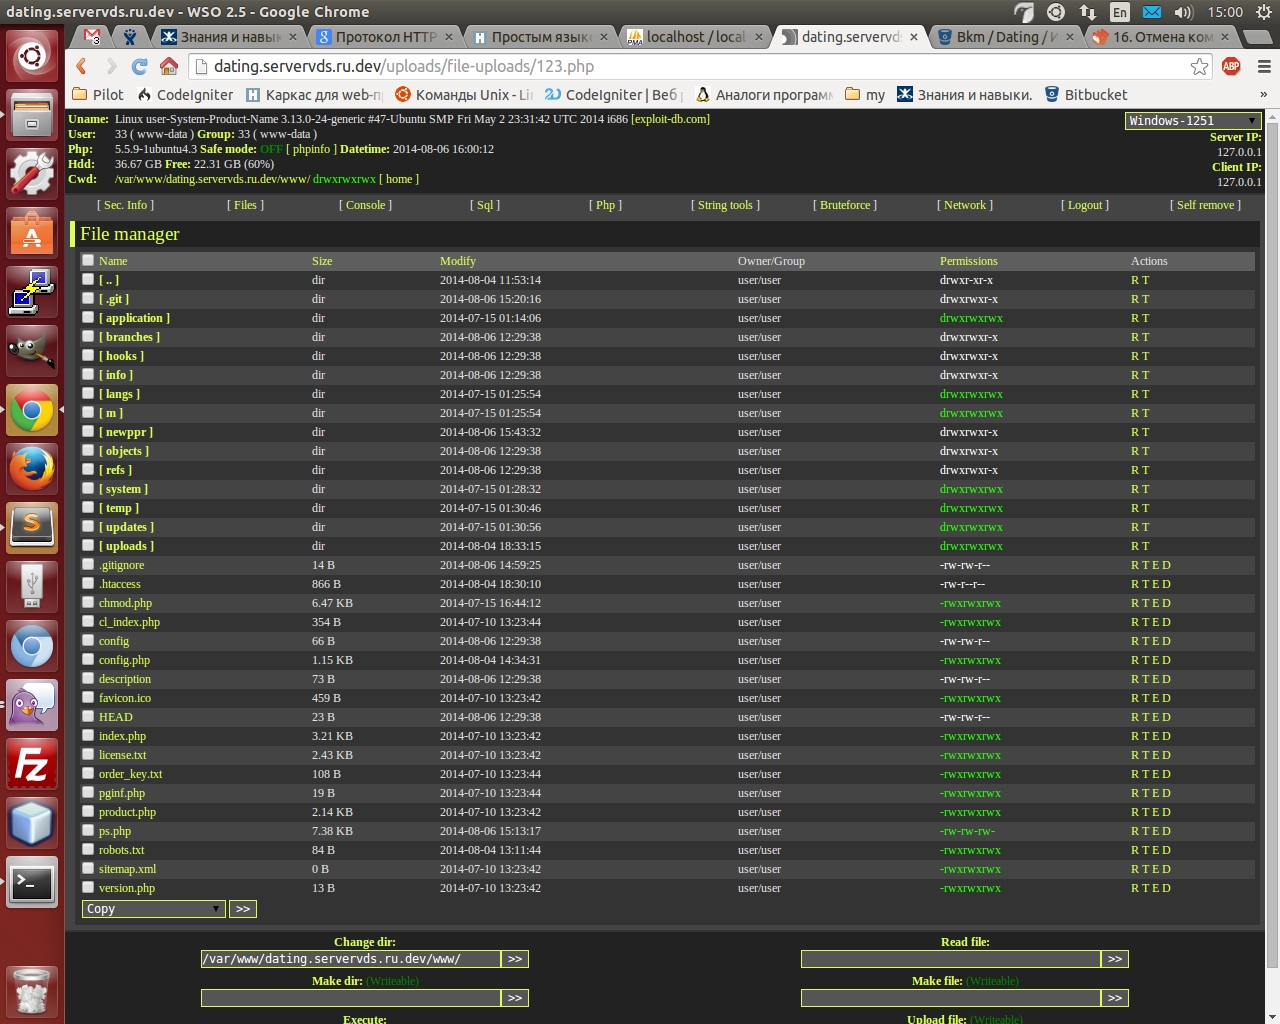 dating.servervds.ru.dev - WSO 2.5 - Google Chrome
En 15:00
3
Знания и навык
Протокол HTTP
Простым языко
localhost / local
dating.servervds
Bkm / Dating / И
16. Отмена ком
dating.servervds.ru.dev/uploads/file-uploads/123.php
ABP
Pilot CodeIgniter Каркас для web-п Команды Unix - Li CodeIgniter | Веб Аналоги программ my Знания и навыки. Bitbucket »
Uname: Linux user-System-Product-Name 3.13.0-24-generic #47-Ubuntu SMP Fri May 2 23:31:42 UTC 2014 i686 [exploit-db.com]
User: 33 ( www-data ) Group: 33 ( www-data )
Php: 5.5.9-1ubuntu4.3 Safe mode: OFF [ phpinfo ] Datetime: 2014-08-06 16:00:12
Hdd: 36.67 GB Free: 22.31 GB (60%)
Cwd: /var/www/dating.servervds.ru.dev/www/ drwxrwxrwx [ home ]
Windows-1251
Server IP:
127.0.0.1
Client IP:
127.0.0.1
[ Sec. Info ] [ Files ] [ Console ] [ Sql ] [ Php ] [ String tools ] [ Bruteforce ] [ Network ] [ Logout ] [ Self remove ]
File manager
Name Size Modify Owner/Group Permissions Actions
[ .. ] dir 2014-08-04 11:53:14 user/user drwxr-xr-x R T
[ .git ] dir 2014-08-06 15:20:16 user/user drwxrwxr-x R T
[ application ] dir 2014-07-15 01:14:06 user/user drwxrwxrwx R T
[ branches ] dir 2014-08-06 12:29:38 user/user drwxrwxr-x R T
[ hooks ] dir 2014-08-06 12:29:38 user/user drwxrwxr-x R T
[ info ] dir 2014-08-06 12:29:38 user/user drwxrwxr-x R T
[ langs ] dir 2014-07-15 01:25:54 user/user drwxrwxrwx R T
[ m ] dir 2014-07-15 01:25:54 user/user drwxrwxrwx R T
[ newppr ] dir 2014-08-06 15:43:32 user/user drwxrwxr-x R T
[ objects ] dir 2014-08-06 12:29:38 user/user drwxrwxr-x R T
[ refs ] dir 2014-08-06 12:29:38 user/user drwxrwxr-x R T
[ system ] dir 2014-07-15 01:28:32 user/user drwxrwxrwx R T
[ temp ] dir 2014-07-15 01:30:46 user/user drwxrwxrwx R T
[ updates ] dir 2014-07-15 01:30:56 user/user drwxrwxrwx R T
[ uploads ] dir 2014-08-04 18:33:15 user/user drwxrwxrwx R T
.gitignore 14 B 2014-08-06 14:59:25 user/user -rw-rw-r-- R T E D
.htaccess 866 B 2014-08-04 18:30:10 user/user -rw-r--r-- R T E D
chmod.php 6.47 KB 2014-07-15 16:44:12 user/user -rwxrwxrwx R T E D
cl_index.php 354 B 2014-07-10 13:23:44 user/user -rwxrwxrwx R T E D
config 66 B 2014-08-06 12:29:38 user/user -rw-rw-r-- R T E D
config.php 1.15 KB 2014-08-04 14:34:31 user/user -rwxrwxrwx R T E D
description 73 B 2014-08-06 12:29:38 user/user -rw-rw-r-- R T E D
favicon.ico 459 B 2014-07-10 13:23:42 user/user -rwxrwxrwx R T E D
HEAD 23 B 2014-08-06 12:29:38 user/user -rw-rw-r-- R T E D
index.php 3.21 KB 2014-07-10 13:23:42 user/user -rwxrwxrwx R T E D
license.txt 2.43 KB 2014-07-10 13:23:42 user/user -rwxrwxrwx R T E D
order_key.txt 108 B 2014-07-10 13:23:44 user/user -rwxrwxrwx R T E D
pginf.php 19 B 2014-07-10 13:23:44 user/user -rwxrwxrwx R T E D
product.php 2.14 KB 2014-07-10 13:23:42 user/user -rwxrwxrwx R T E D
ps.php 7.38 KB 2014-08-06 15:13:17 user/user -rw-rw-rw- R T E D
robots.txt 84 B 2014-08-04 13:11:44 user/user -rwxrwxrwx R T E D
sitemap.xml 0 B 2014-07-10 13:23:42 user/user -rwxrwxrwx R T E D
version.php 13 B 2014-07-10 13:23:42 user/user -rwxrwxrwx R T E D
Copy >>
Change dir: Read file:
/var/www/dating.servervds.ru.dev/www/ >> >>
Make dir: (Writeable) Make file: (Writeable)
>> >>
Execute: Upload file: (Writeable)